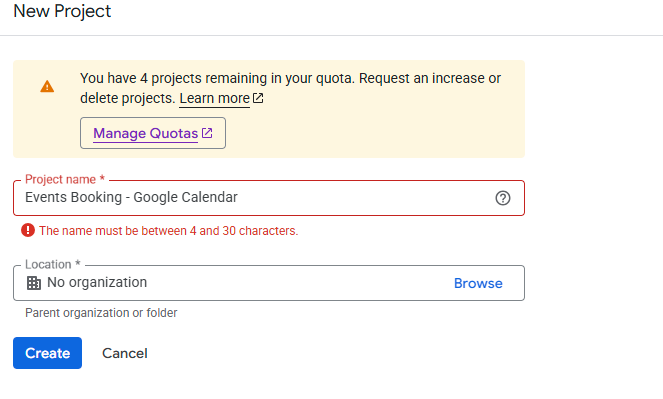 New Project
You have 4 projects remaining in your quota. Request an increase or
delete projects. Learn more
Manage Quotas
Project name *
Events Booking - Google Calendar
The name must be between 4 and 30 characters.
Location *
No organization
Browse
Parent organization or folder
Create
Cancel